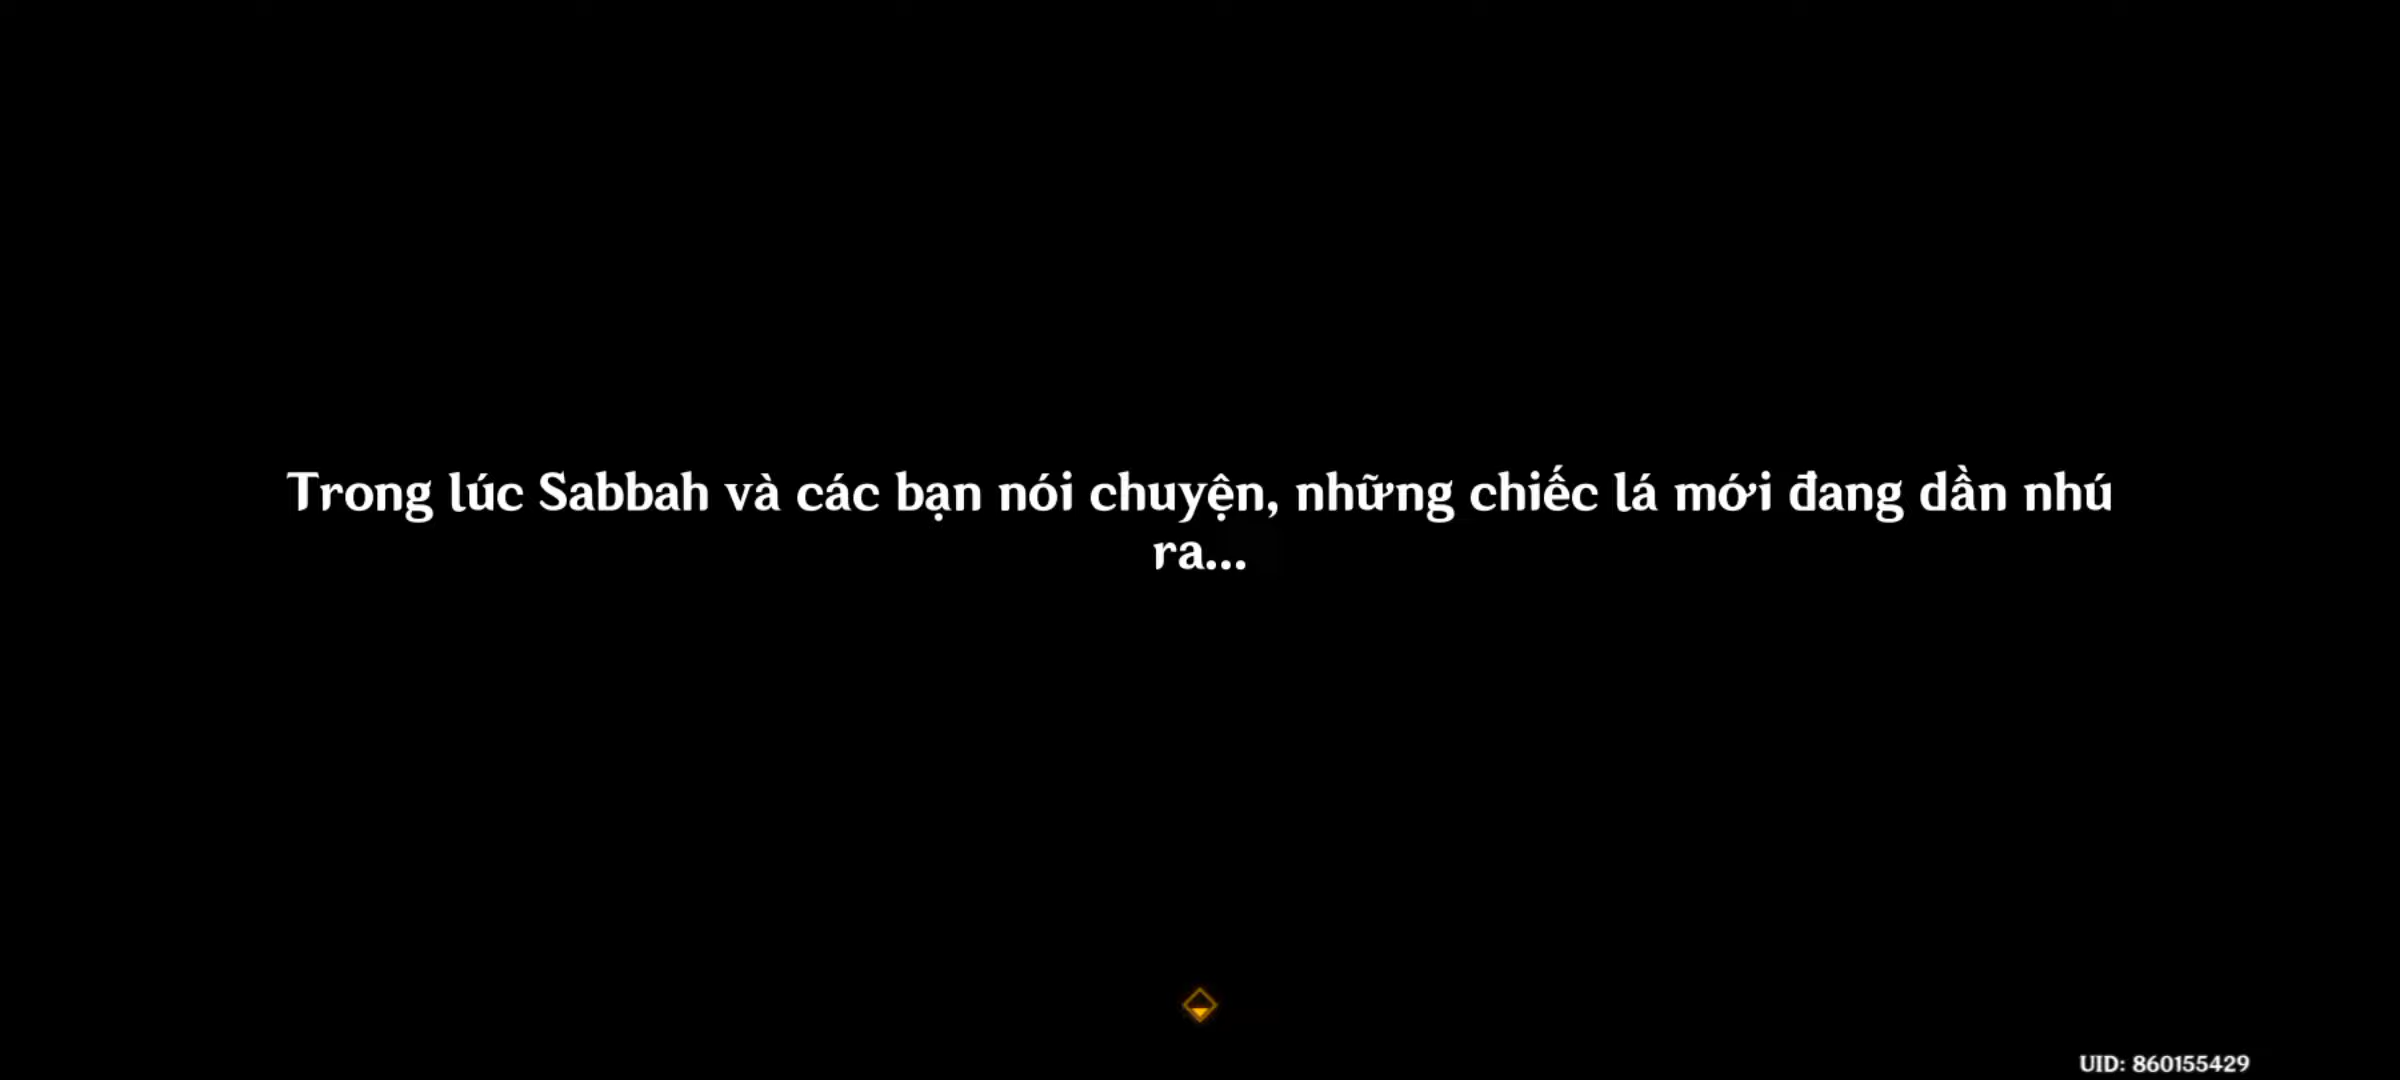 Trong lúc Sabbah và các bạn nói chuyện, những chiếc lá mới đang dần nhú
ra...
UID: 860155429